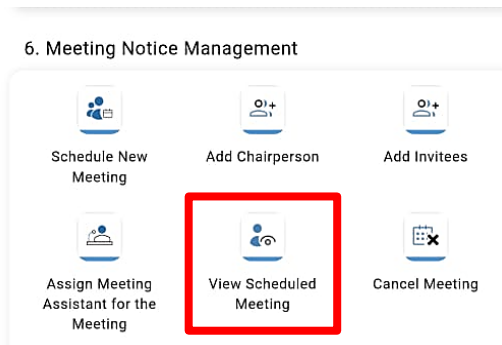 6. Meeting Notice Management
Schedule New
Meeting
Add Chairperson
Add Invitees
Assign Meeting
Assistant for the
Meeting
View Scheduled
Meeting
Cancel Meeting